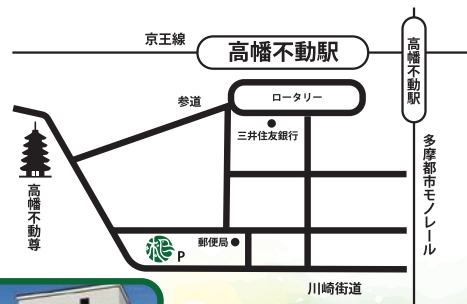 京王線
高幡不動駅
高幡不動駅
ロータリー
参道
三井住友銀行
多摩都市モノレール
高幡不動尊
郵便局
P
川崎街道